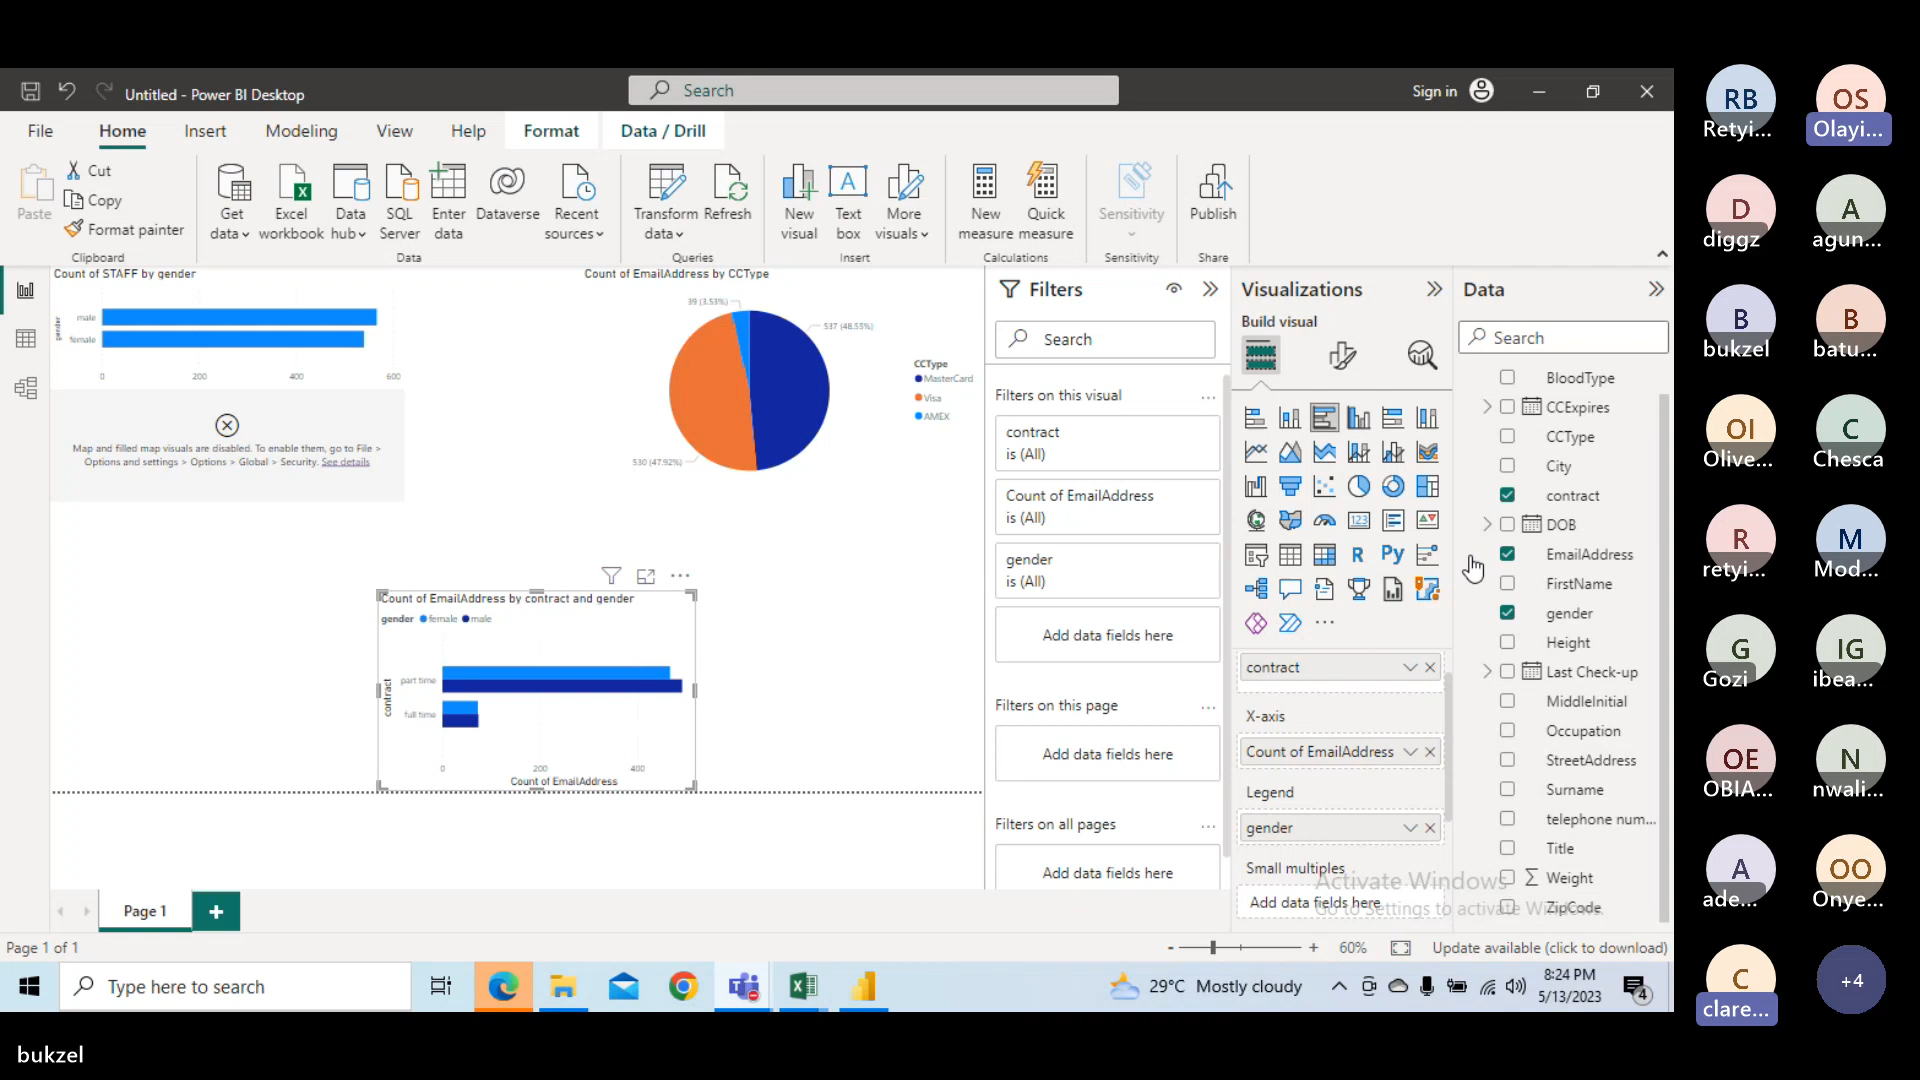 Untitled - Power BI Desktop
Search
Sign in
File
Home
Insert
Modeling
View
Help
Format
Data / Drill
Paste
Cut
Copy
Format painter
Clipboard
Get data
Excel workbook
Data hub
SQL Server
Enter data
Dataverse
Recent sources
Data
Transform data
Refresh
Queries
New visual
Text box
More visuals
Insert
New measure
Quick measure
Calculations
Sensitivity
Sensitivity
Publish
Share
Count of STAFF by gender
gender
male
female
0 200 400 600
Map and filled map visuals are disabled. To enable them, go to File >
Options and settings > Options > Global > Security. See details
Count of EmailAddress by CCType
39 (3.53%)
537 (48.55%)
530 (47.92%)
CCType
MasterCard
Visa
AMEX
Count of EmailAddress by contract and gender
gender female male
contract
part time
full time
0 200 400
Count of EmailAddress
Filters
Search
Filters on this visual
contract
is (All)
Count of EmailAddress
is (All)
gender
is (All)
Add data fields here
Filters on this page
Add data fields here
Filters on all pages
Add data fields here
Visualizations
Build visual
123
R
Py
contract
X-axis
Count of EmailAddress
Legend
gender
Small multiples
Add data fields here
Data
Search
BloodType
CCExpires
CCType
City
contract
DOB
EmailAddress
FirstName
gender
Height
Last Check-up
MiddleInitial
Occupation
StreetAddress
Surname
telephone num...
Title
Weight
ZipCode
Activate Windows
Go to Settings to activate Windows.
Page 1
Page 1 of 1
- + 60%
Update available (click to download)
Type here to search
29°C Mostly cloudy
8:24 PM
5/13/2023
4
RB
Retyi...
OS
Olayi...
D
diggz
A
agun...
B
bukzel
B
batu...
OI
Olive...
C
Chesca
R
retyi...
M
Mod...
G
Gozi
IG
ibea...
OE
OBIA...
N
nwali...
A
ade...
OO
Onye...
C
clare...
+4
bukzel